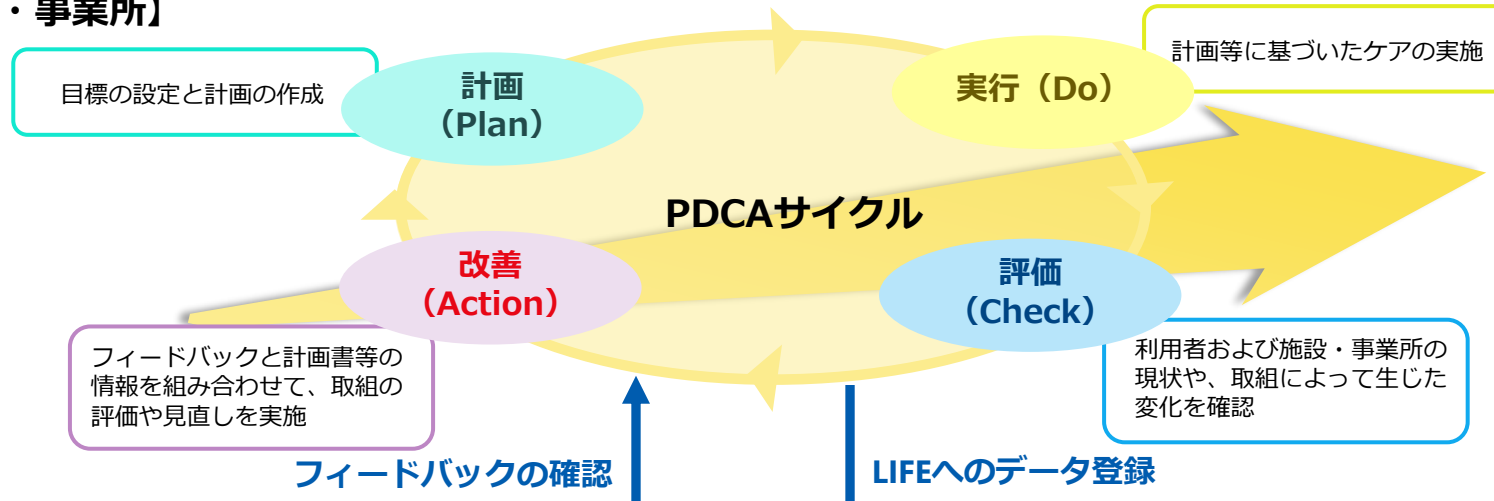 ・事業所】
目標の設定と計画の作成
計画
（Plan）
実行（Do）
計画等に基づいたケアの実施
PDCAサイクル
改善
（Action）
評価
（Check）
フィードバックと計画書等の
情報を組み合わせて、取組の
評価や見直しを実施
利用者および施設・事業所の
現状や、取組によって生じた
変化を確認
フィードバックの確認
LIFEへのデータ登録